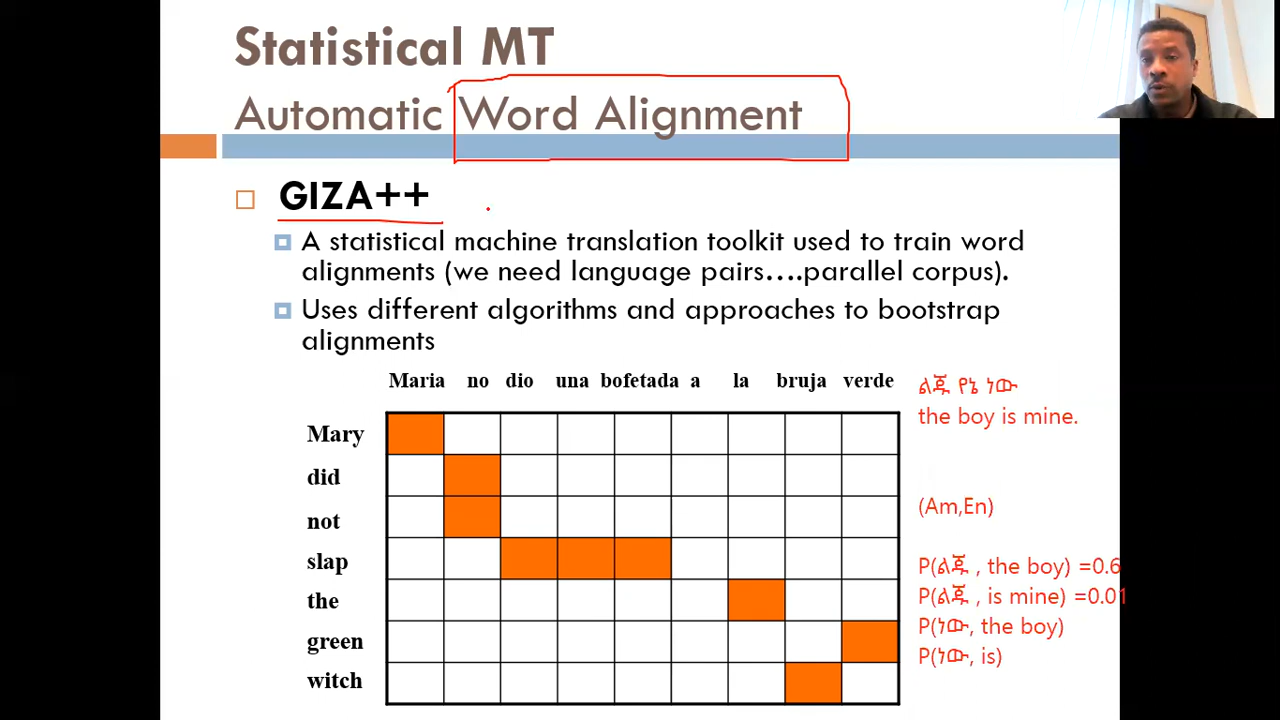 Statistical MT
Automatic Word Alignment
GIZA++
A statistical machine translation toolkit used to train word
alignments (we need language pairs….parallel corpus).
Uses different algorithms and approaches to bootstrap
alignments
Maria no dio una bofetada a la bruja verde
Mary
did
not
slap
the
green
witch
ልጁ የኔ ነው
the boy is mine.
(Am,En)
P(ልጁ , the boy) =0.6
P(ልጁ , is mine) =0.01
P(ነው, the boy)
P(ነው, is)